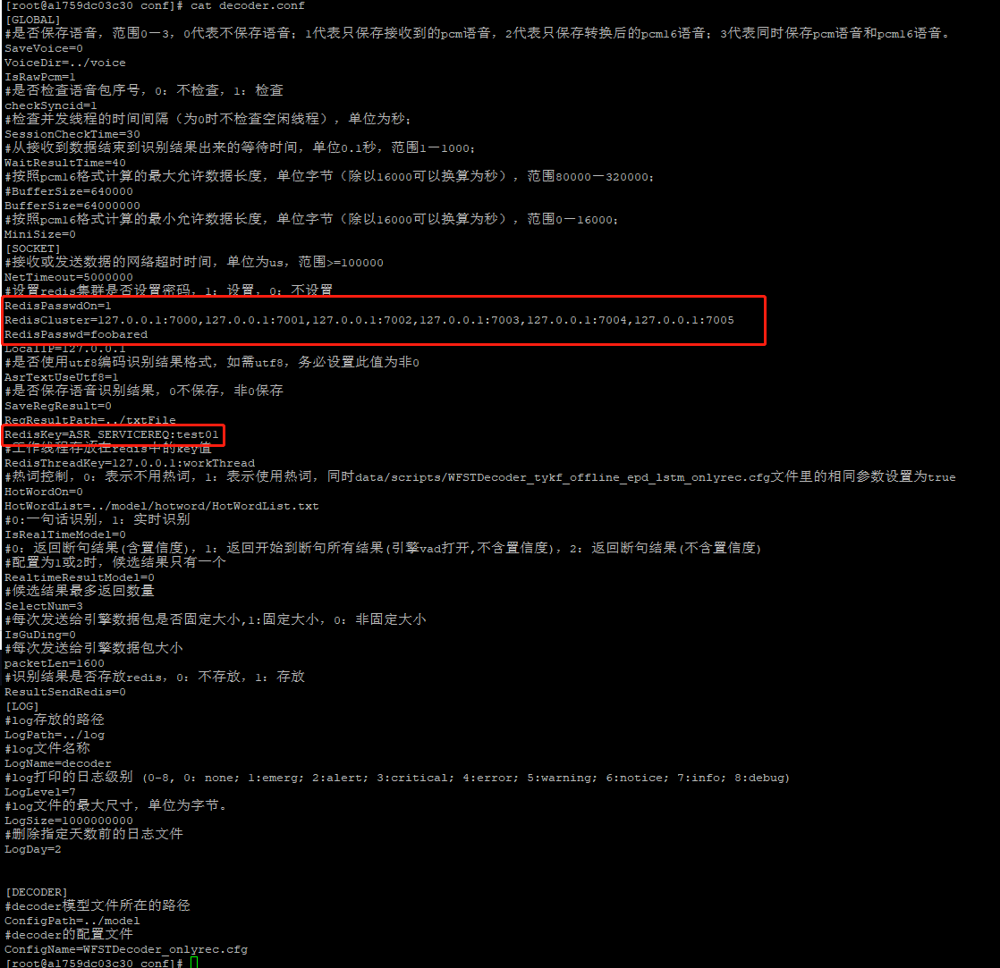 [root@a1759dc03c30 conf]# cat decoder.conf
[GLOBAL]
#是否保存语音，范围0－3，0代表不保存语音；1代表只保存接收到的pcm语音，2代表只保存转换后的pcm16语音；3代表同时保存pcm语音和pcm16语音。
SaveVoice=0
VoiceDir=../voice
IsRawPcm=1
#是否检查语音包序号，0：不检查，1：检查
checkSyncid=1
#检查并发线程的时间间隔（为0时不检查空闲线程），单位为秒；
SessionCheckTime=30
#从接收到数据结束到识别结果出来的等待时间，单位0.1秒，范围1－1000；
WaitResultTime=40
#按照pcm16格式计算的最大允许数据长度，单位字节（除以16000可以换算为秒），范围80000－320000；
#BufferSize=640000
BufferSize=64000000
#按照pcm16格式计算的最小允许数据长度，单位字节（除以16000可以换算为秒），范围0－16000；
MiniSize=0
[SOCKET]
#接收或发送数据的网络超时时间，单位为us，范围>=100000
NetTimeout=5000000
#设置redis集群是否设置密码，1：设置，0：不设置
RedisPasswdOn=1
RedisCluster=127.0.0.1:7000,127.0.0.1:7001,127.0.0.1:7002,127.0.0.1:7003,127.0.0.1:7004,127.0.0.1:7005
RedisPasswd=foobared
LocalIP=127.0.0.1
#是否使用utf8编码识别结果格式，如需utf8，务必设置此值为非0
AsrTextUseUtf8=1
#是否保存语音识别结果，0不保存，非0保存
SaveRegResult=0
RegResultPath=../txtFile
RedisKey=ASR_SERVICEREQ:test01
#工作线程存放在redis中的key值
RedisThreadKey=127.0.0.1:workThread
#热词控制，0：表示不用热词，1：表示使用热词，同时data/scripts/WFSTDecoder_tykf_offline_epd_lstm_onlyrec.cfg文件里的相同参数设置为true
HotWordOn=0
HotWordList=../model/hotword/HotWordList.txt
#0:一句话识别，1：实时识别
IsRealTimeModel=0
#0：返回断句结果(含置信度)，1：返回开始到断句所有结果(引擎vad打开,不含置信度)，2：返回断句结果(不含置信度)
#配置为1或2时，候选结果只有一个
RealtimeResultModel=0
#候选结果最多返回数量
SelectNum=3
#每次发送给引擎数据包是否固定大小,1:固定大小，0：非固定大小
IsGuDing=0
#每次发送给引擎数据包大小
packetLen=1600
#识别结果是否存放redis，0：不存放，1：存放
ResultSendRedis=0
[LOG]
#log存放的路径
LogPath=../log
#log文件名称
LogName=decoder
#log打印的日志级别 (0-8, 0：none; 1:emerg; 2:alert; 3:critical; 4:error; 5:warning; 6:notice; 7:info; 8:debug)
LogLevel=7
#log文件的最大尺寸，单位为字节。
LogSize=1000000000
#删除指定天数前的日志文件
LogDay=2
[DECODER]
#decoder模型文件所在的路径
ConfigPath=../model
#decoder的配置文件
ConfigName=WFSTDecoder_onlyrec.cfg
[root@a1759dc03c30 conf]#